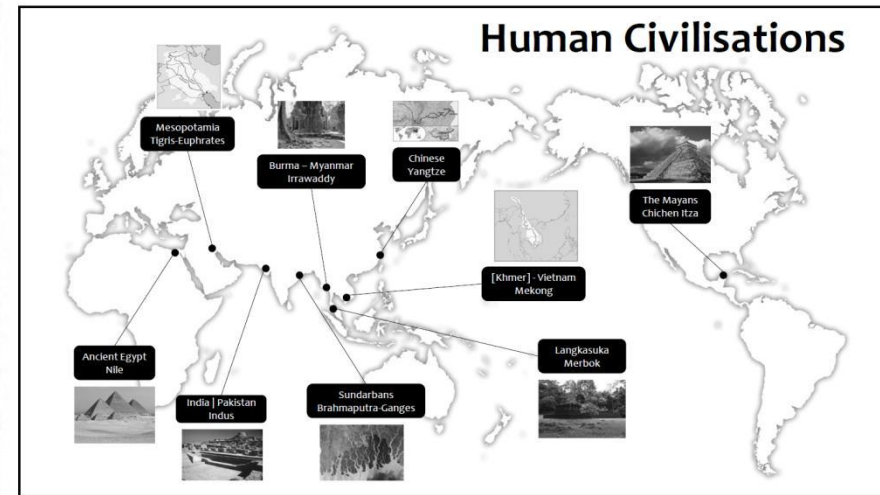 Human Civilisations
Mesopotamia
Tigris-Euphrates
Burma – Myanmar
Irrawaddy
Chinese
Yangtze
The Mayans
Chichen Itza
[Khmer] - Vietnam
Mekong
Ancient Egypt
Nile
India | Pakistan
Indus
Sundarbans
Brahmaputra-Ganges
Langkasuka
Merbok